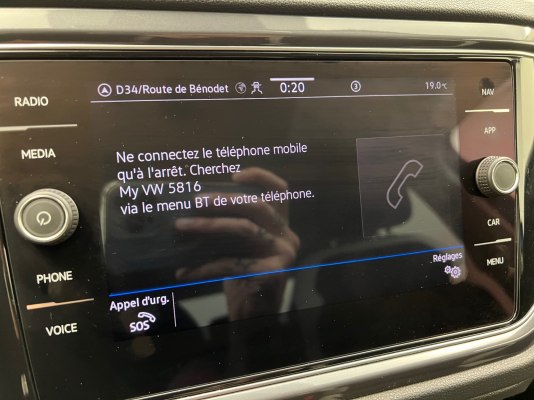 RADIO
MEDIA
PHONE
VOICE
D34/Route de Bénodet
0:20
3
19.0°C
Ne connectez le téléphone mobile
qu'à l'arrêt. Cherchez
My VW 5816
via le menu BT de votre téléphone.
Réglages
Appel d'urg.
SOS
NAV
APP
CAR
MENU